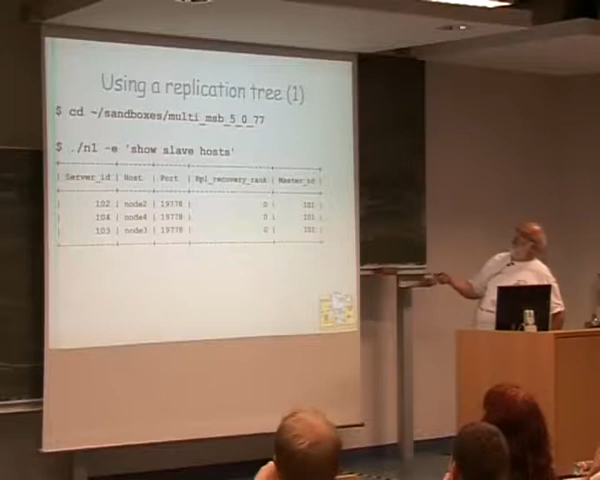 Using a replication tree (1)
$ cd ~/sandboxes/multi_msb_5_0_77
$ ./n1 -e 'show slave hosts'
| Server_id | Host | Port | Rpl_recovery_rank | Master_id |
| 102 | node2 | 19778 | 0 | 101 |
| 104 | node4 | 19778 | 0 | 101 |
| 103 | node3 | 19778 | 0 | 101 |